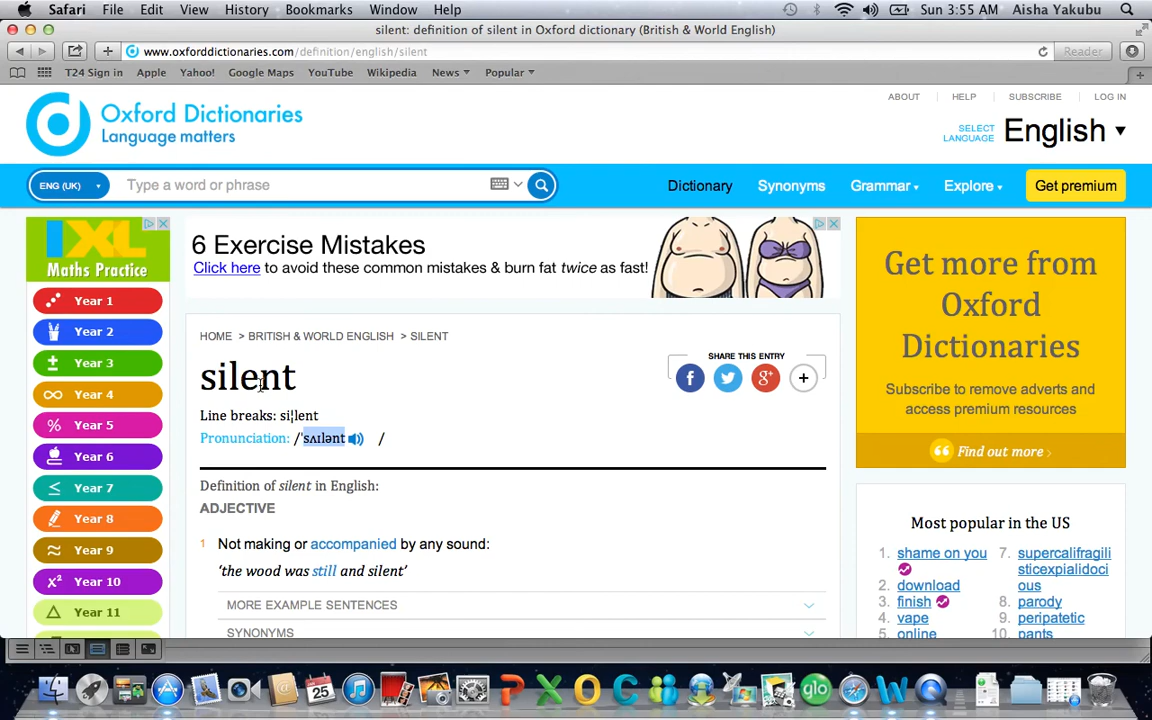 Safari File Edit View History Bookmarks Window Help Sun 3:55 AM Aisha Yakubu
silent: definition of silent in Oxford dictionary (British & World English)
www.oxforddictionaries.com/definition/english/silent Reader
T24 Sign in Apple Yahoo! Google Maps YouTube Wikipedia News Popular
Oxford Dictionaries
Language matters
ABOUT HELP SUBSCRIBE LOG IN
SELECT LANGUAGE English
ENG (UK) Type a word or phrase
Dictionary Synonyms Grammar Explore Get premium
IXL
Maths Practice
Year 1
Year 2
Year 3
Year 4
Year 5
Year 6
Year 7
Year 8
Year 9
Year 10
Year 11
6 Exercise Mistakes
Click here to avoid these common mistakes & burn fat twice as fast!
HOME > BRITISH & WORLD ENGLISH > SILENT
silent
Line breaks: si¦lent
Pronunciation: /ˈsʌɪlənt /
SHARE THIS ENTRY
Definition of silent in English:
ADJECTIVE
1 Not making or accompanied by any sound:
‘the wood was still and silent’
MORE EXAMPLE SENTENCES
SYNONYMS
Get more from
Oxford
Dictionaries
Subscribe to remove adverts and
access premium resources
Find out more ›
Most popular in the US
1. shame on you
2. download
3. finish
4. vape
5. online
7. supercalifragili
sticexpialidoci
ous
8. parody
9. peripatetic
10. pants
JUL
25
glo